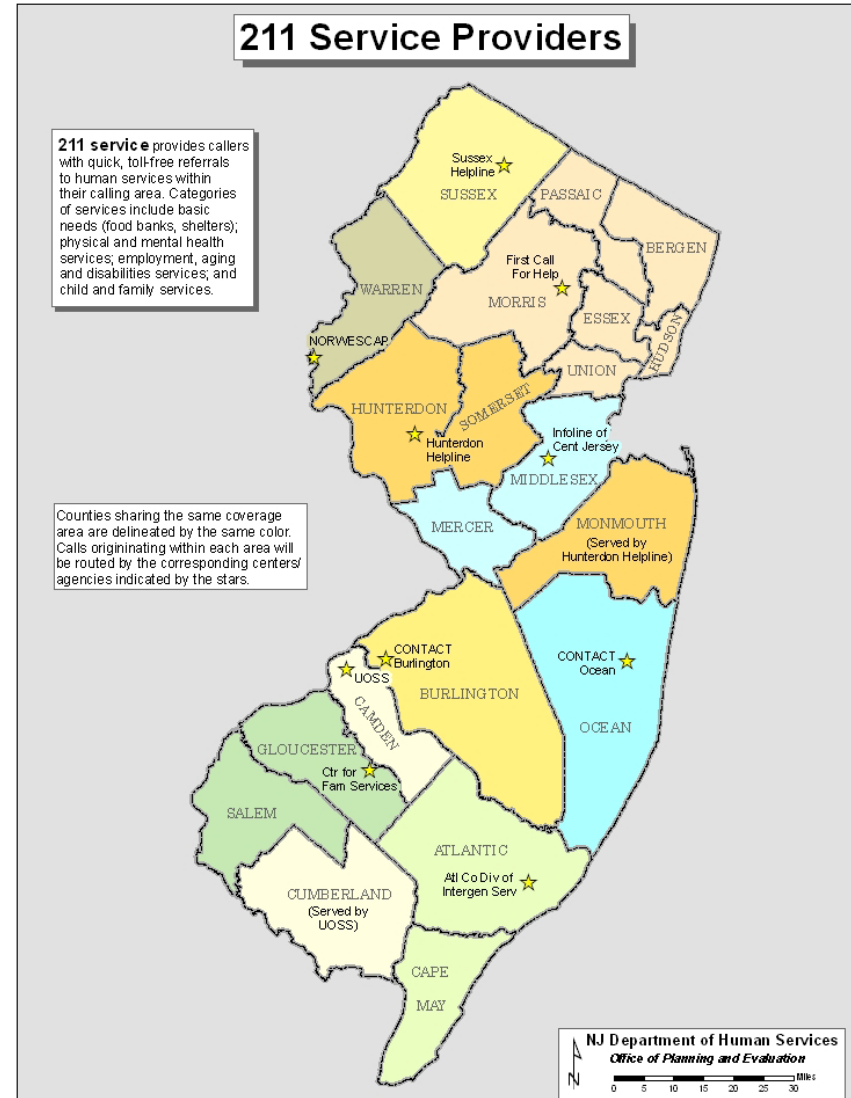 211 Service Providers
211 service provides callers
with quick, toll-free referrals
to human services within
their calling area. Categories
of services include basic
needs (food banks, shelters);
physical and mental health
services; employment, aging
and disabilities services; and
child and family services.
Sussex
Helpline
SUSSEX
PASSAIC
BERGEN
First Call
For Help
WARREN
MORRIS
ESSEX
HUDSON
NORWESCAP
UNION
HUNTERDON
SOMERSET
Hunterdon
Helpline
Infoline of
Cent Jersey
MIDDLESEX
MERCER
MONMOUTH
(Served by
Hunterdon Helpline)
Counties sharing the same coverage
area are delineated by the same color.
Calls origininating within each area will
be routed by the corresponding centers/
agencies indicated by the stars.
CONTACT
Burlington
UOSS
CONTACT
Ocean
BURLINGTON
CAMDEN
OCEAN
GLOUCESTER
Ctr for
Fam Services
SALEM
ATLANTIC
Atl Co Div of
Intergen Serv
CUMBERLAND
(Served by
UOSS)
CAPE
MAY
NJ Department of Human Services
Office of Planning and Evaluation
N
Miles
0 5 10 15 20 25 30